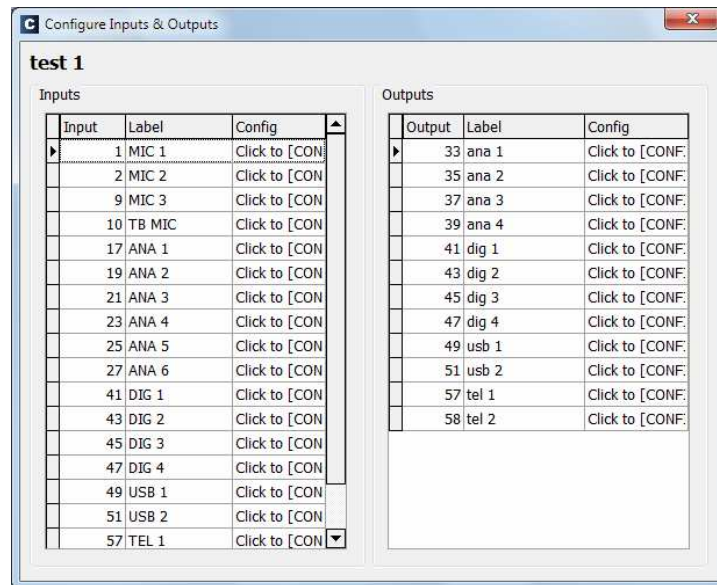 C Configure Inputs & Outputs
test 1
Inputs
Input Label Config
1 MIC 1 Click to [CON
2 MIC 2 Click to [CON
9 MIC 3 Click to [CON
10 TB MIC Click to [CON
17 ANA 1 Click to [CON
19 ANA 2 Click to [CON
21 ANA 3 Click to [CON
23 ANA 4 Click to [CON
25 ANA 5 Click to [CON
27 ANA 6 Click to [CON
41 DIG 1 Click to [CON
43 DIG 2 Click to [CON
45 DIG 3 Click to [CON
47 DIG 4 Click to [CON
49 USB 1 Click to [CON
51 USB 2 Click to [CON
57 TEL 1 Click to [CON
Outputs
Output Label Config
33 ana 1 Click to [CONF
35 ana 2 Click to [CONF
37 ana 3 Click to [CONF
39 ana 4 Click to [CONF
41 dig 1 Click to [CONF
43 dig 2 Click to [CONF
45 dig 3 Click to [CONF
47 dig 4 Click to [CONF
49 usb 1 Click to [CONF
51 usb 2 Click to [CONF
57 tel 1 Click to [CONF
58 tel 2 Click to [CONF